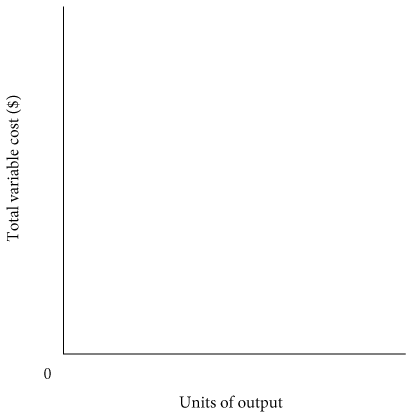 Total variable cost ($)
0
Units of output